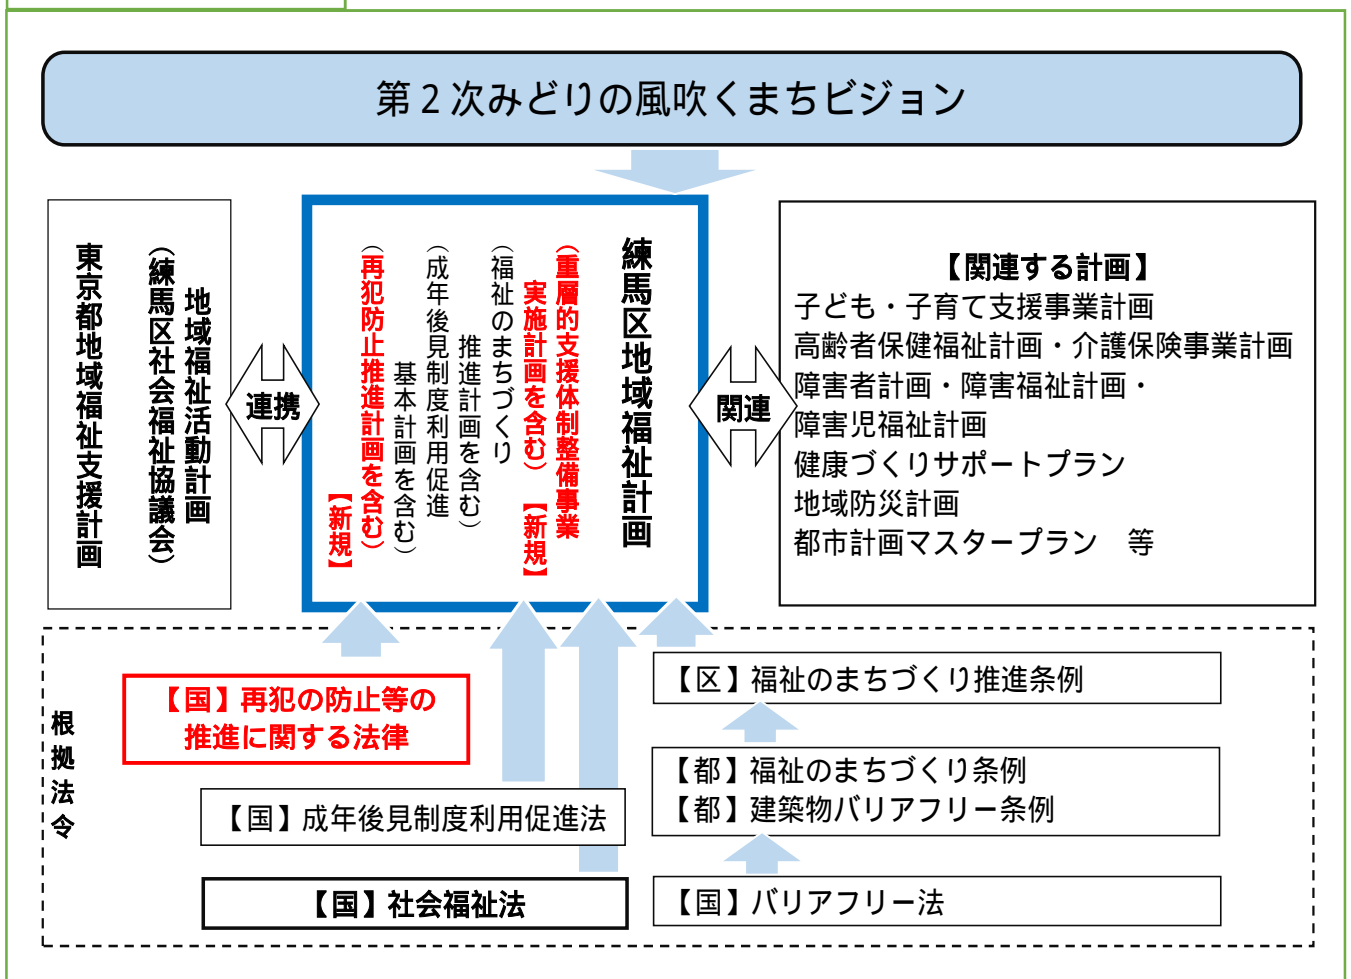 第２次みどりの風吹くまちビジョン
練馬区地域福祉計画
（重層的支援体制整備事業
実施計画を含む）【新規】
（福祉のまちづくり
推進計画を含む）
（成年後見制度利用促進
基本計画を含む）
（再犯防止推進計画を含む）
【新規】
連携
地域福祉活動計画
（練馬区社会福祉協議会）
東京都地域福祉支援計画
関連
【関連する計画】
子ども・子育て支援事業計画
高齢者保健福祉計画・介護保険事業計画
障害者計画・障害福祉計画・
障害児福祉計画
健康づくりサポートプラン
地域防災計画
都市計画マスタープラン　等
根拠法令
【国】再犯の防止等の
推進に関する法律
【国】成年後見制度利用促進法
【国】社会福祉法
【区】福祉のまちづくり推進条例
【都】福祉のまちづくり条例
【都】建築物バリアフリー条例
【国】バリアフリー法